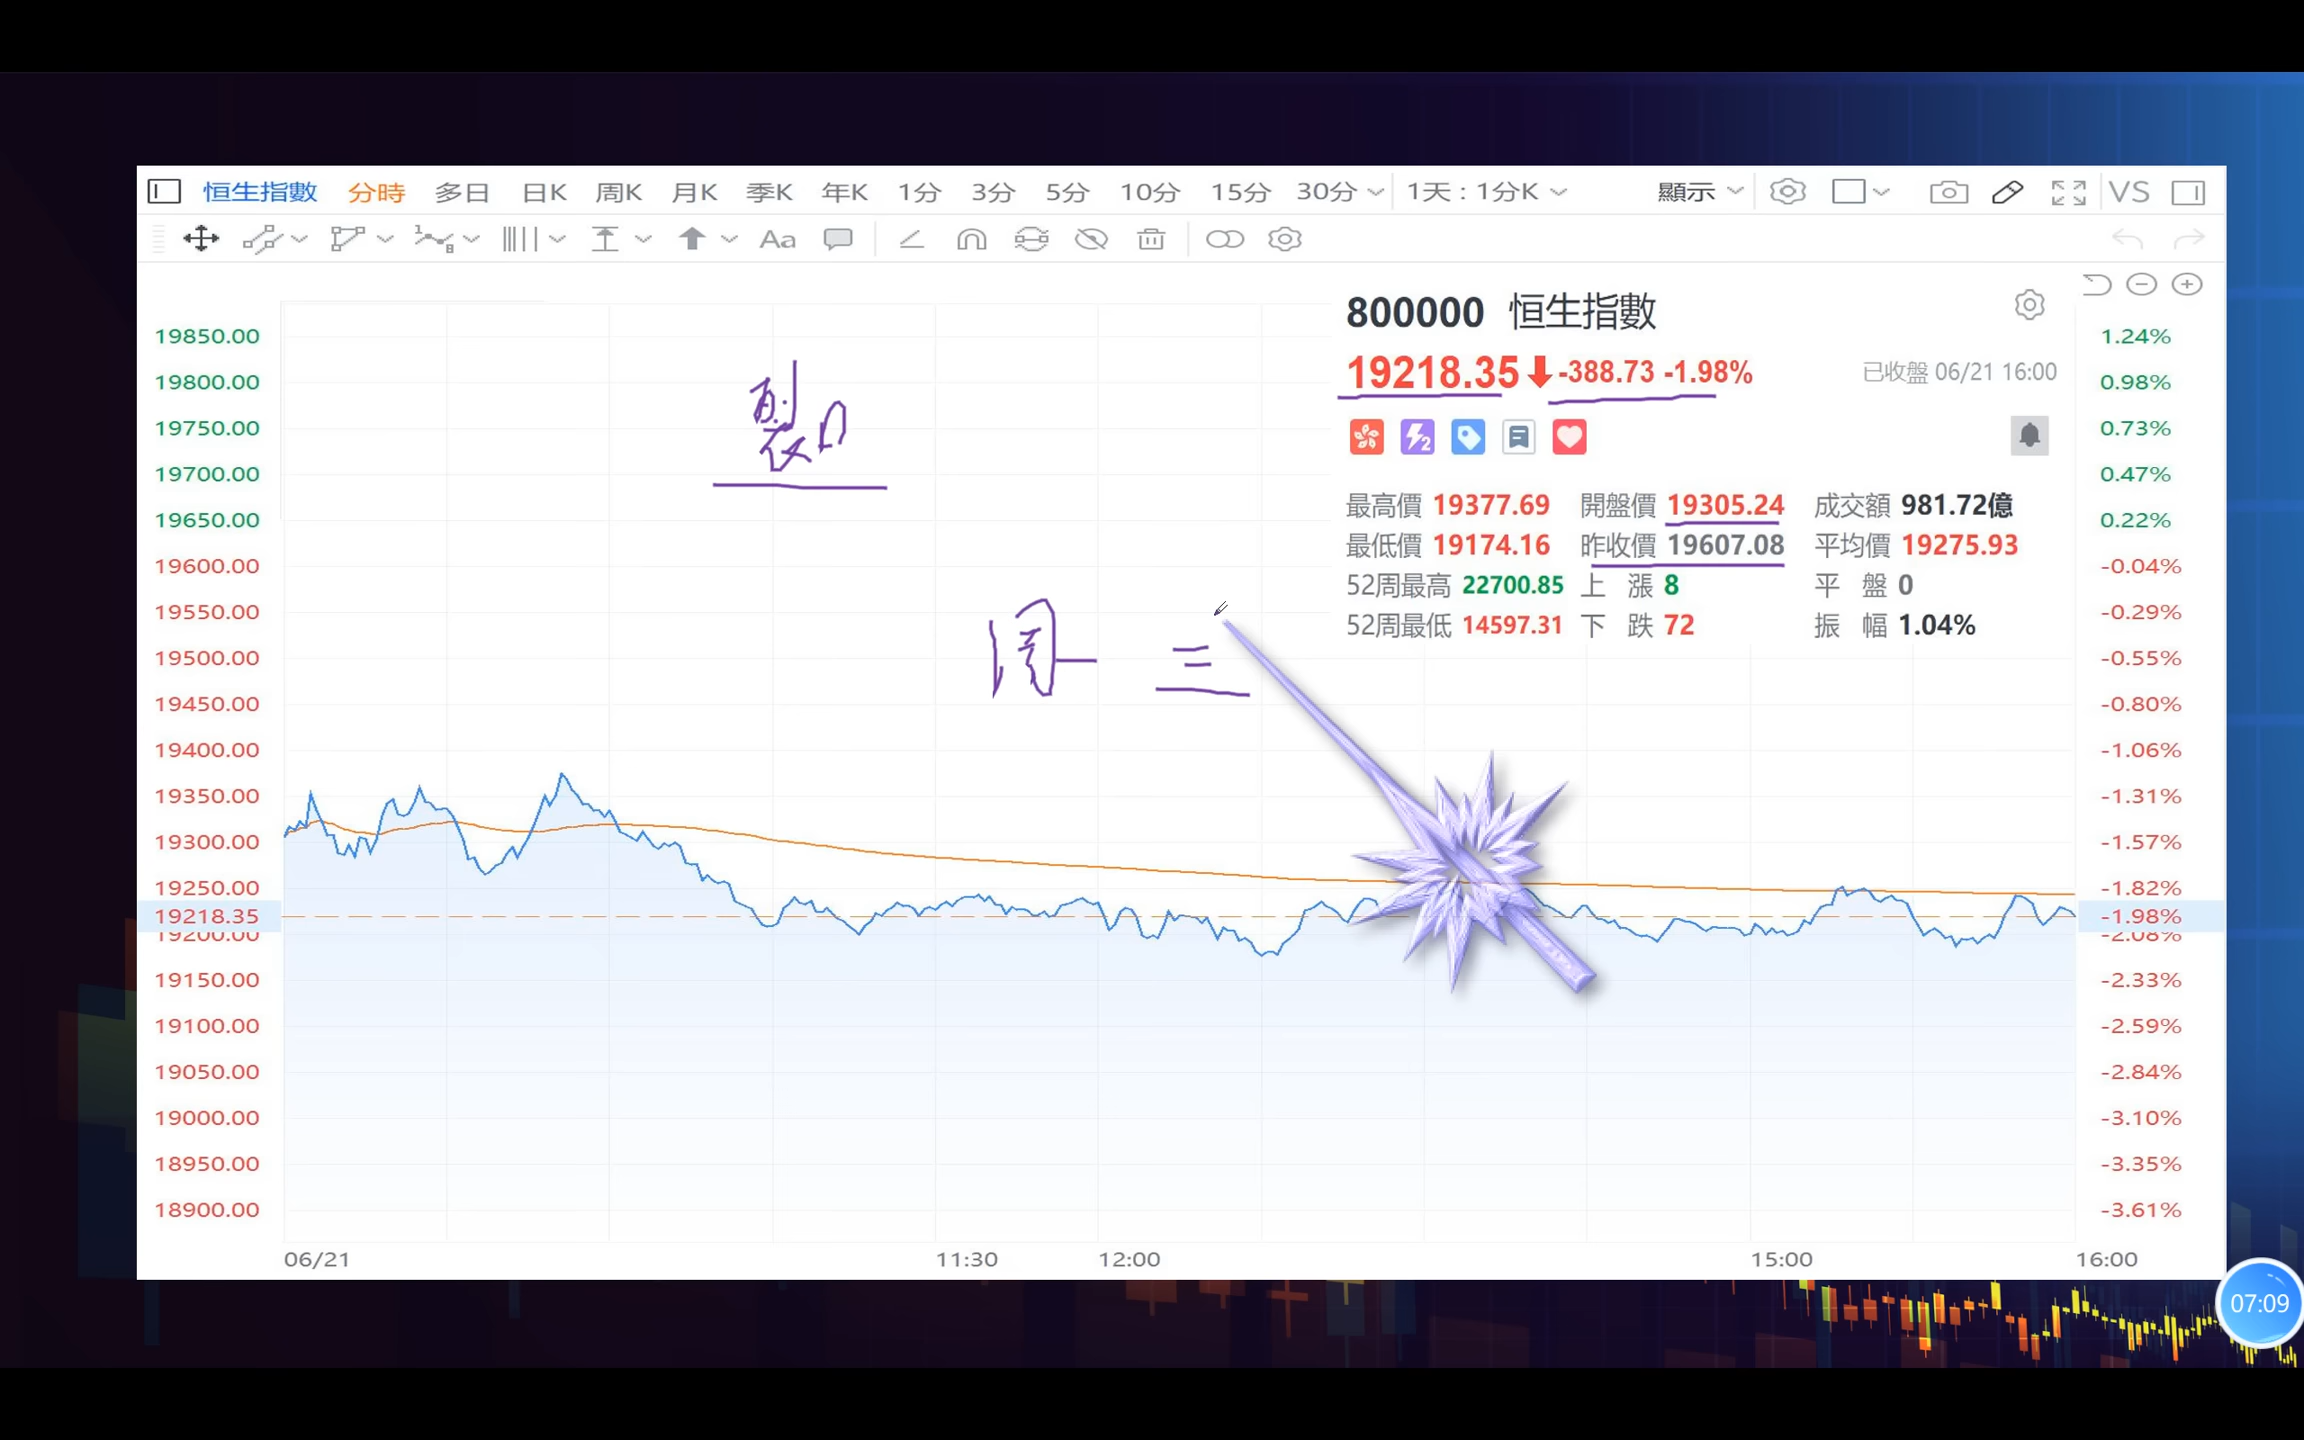 恒生指數 分時 多日 日K 周K 月K 季K 年K 1分 3分 5分 10分 15分 30分 1天 : 1分K 顯示 VS
Aa
800000 恒生指數
19218.35 -388.73 -1.98% 已收盤 06/21 16:00
最高價 19377.69 開盤價 19305.24 成交額 981.72億
最低價 19174.16 昨收價 19607.08 平均價 19275.93
52周最高 22700.85 上 漲 8 平 盤 0
52周最低 14597.31 下 跌 72 振 幅 1.04%
裂口
周一 三
19850.00 1.24%
19800.00 0.98%
19750.00 0.73%
19700.00 0.47%
19650.00 0.22%
19600.00 -0.04%
19550.00 -0.29%
19500.00 -0.55%
19450.00 -0.80%
19400.00 -1.06%
19350.00 -1.31%
19300.00 -1.57%
19250.00 -1.82%
19218.35 -1.98%
19200.00 -2.08%
19150.00 -2.33%
19100.00 -2.59%
19050.00 -2.84%
19000.00 -3.10%
18950.00 -3.35%
18900.00 -3.61%
06/21 11:30 12:00 15:00 16:00
07:09